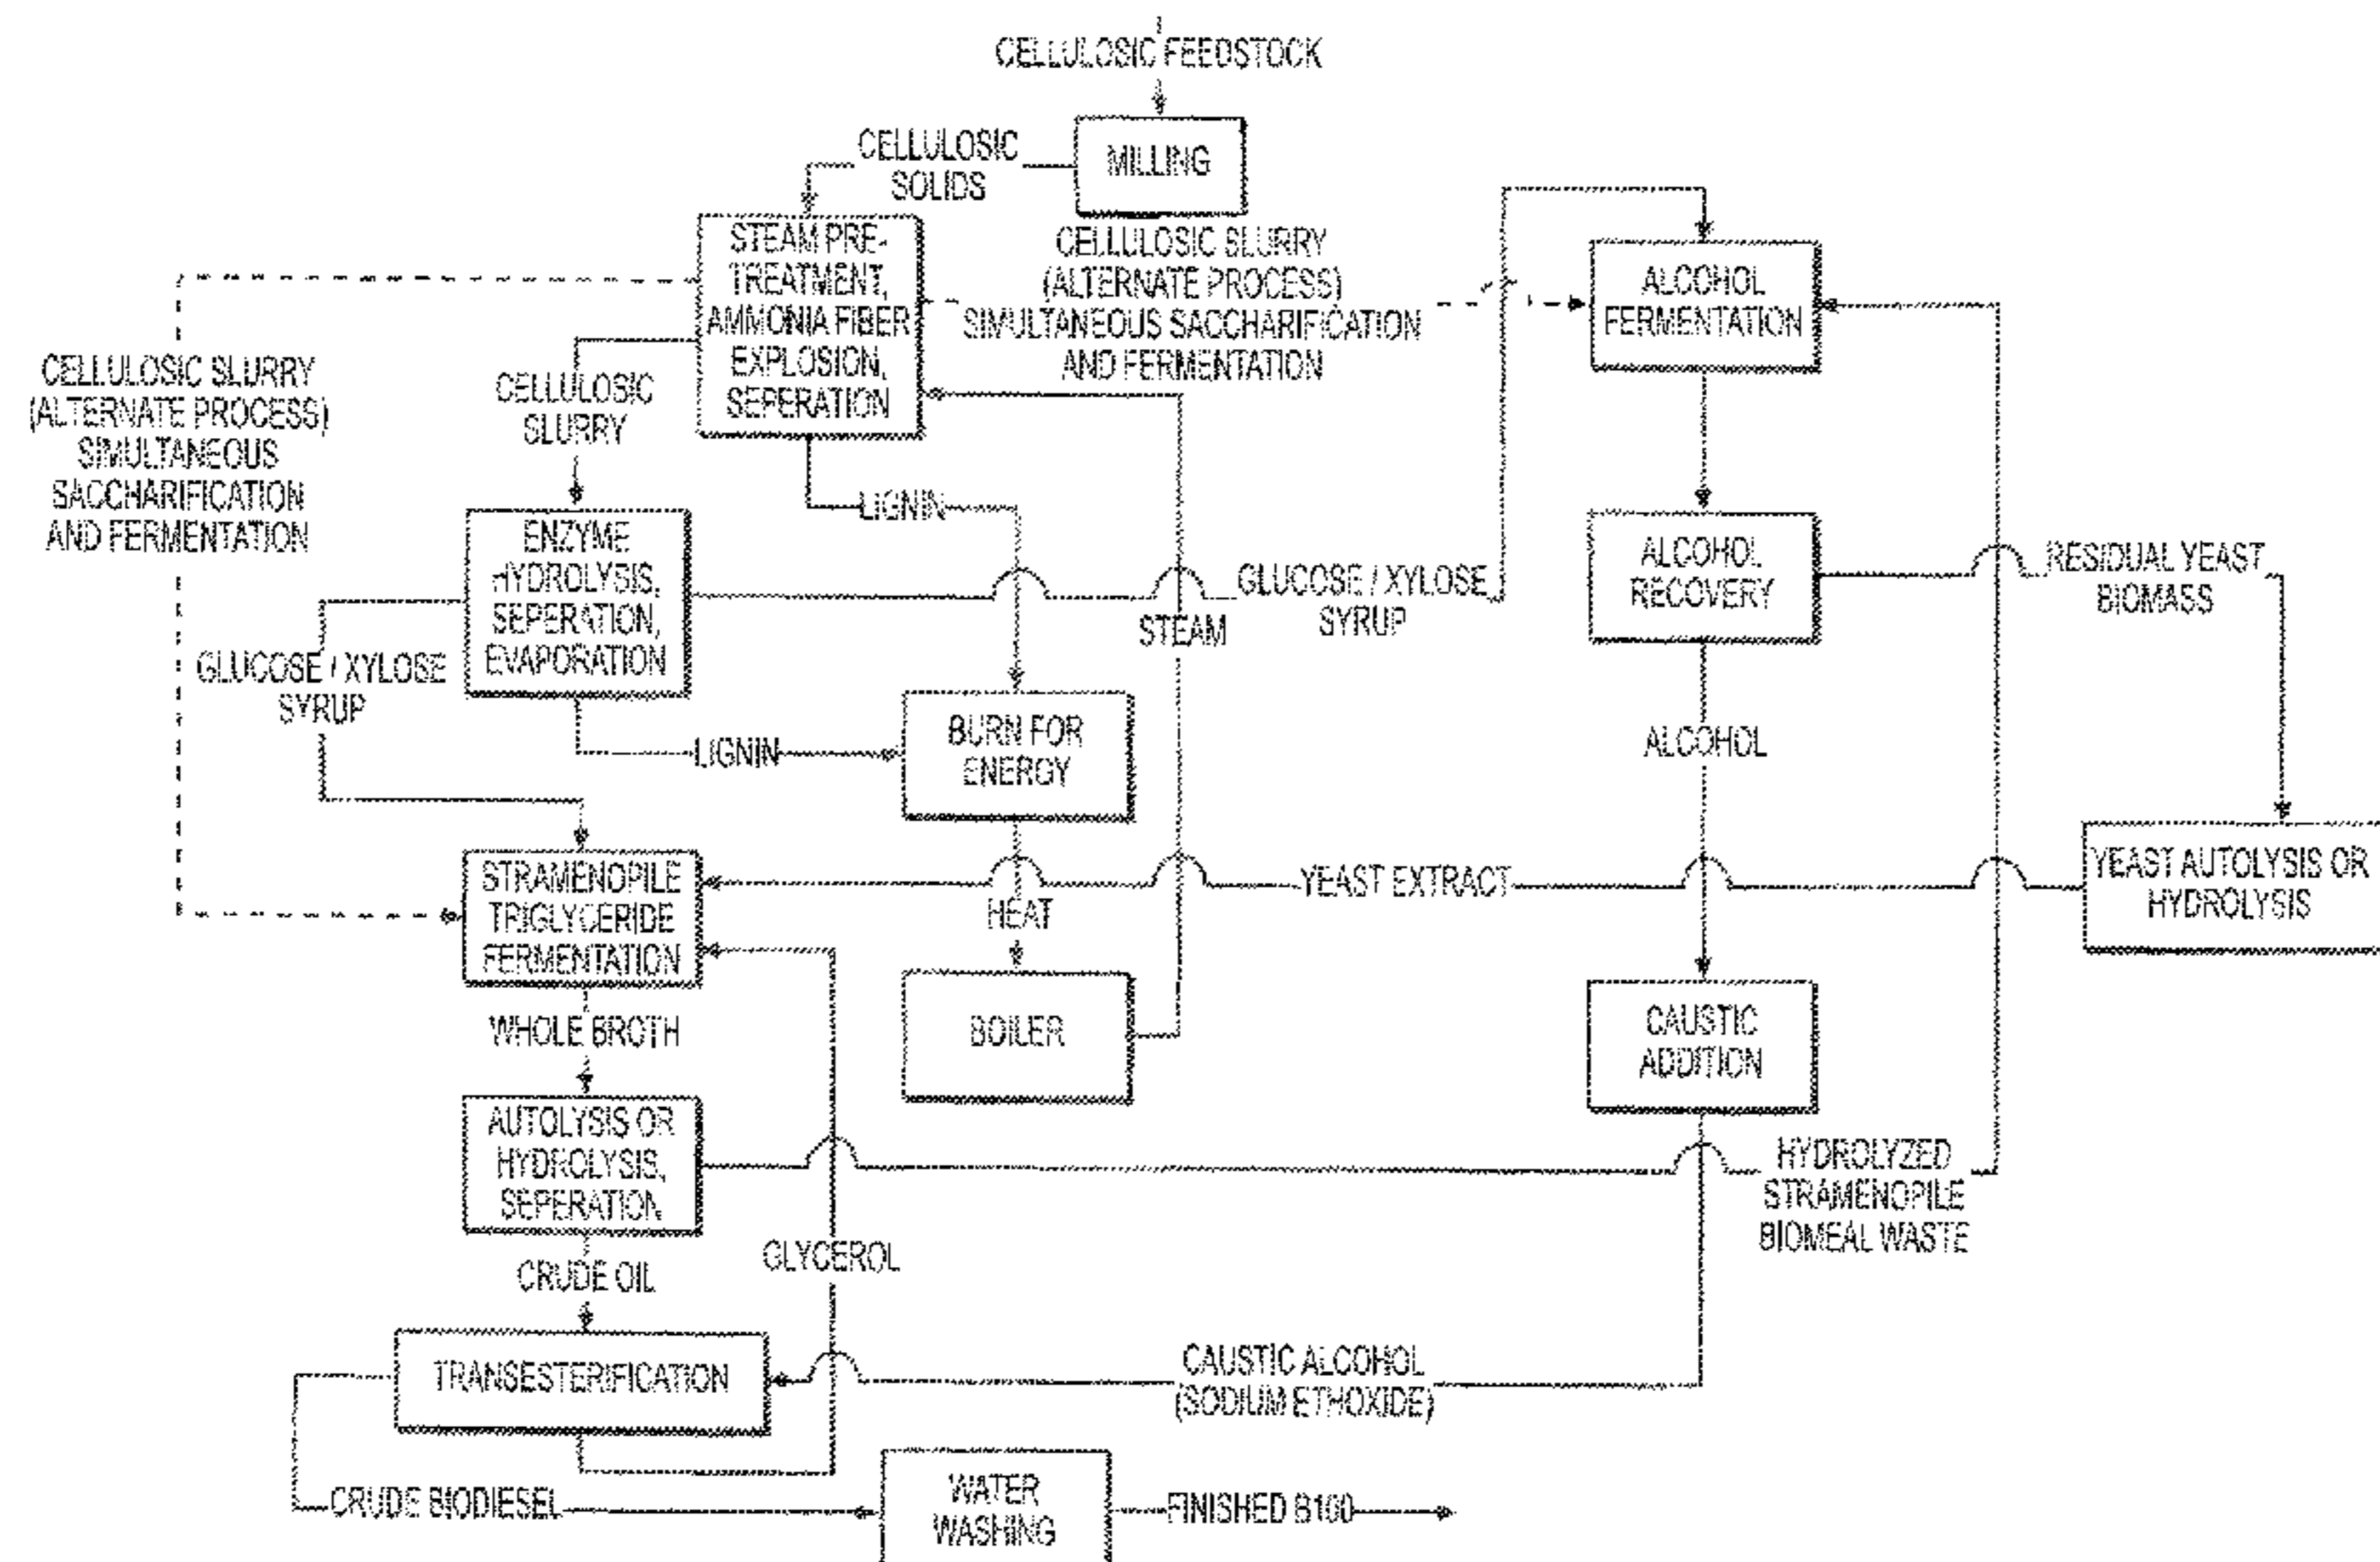 CELLULOSIC FEEDSTOCK
MILLING
CELLULOSIC
SOLIDS
STEAM PRE-
TREATMENT,
AMMONIA FIBER
EXPLOSION,
SEPERATION
CELLULOSIC SLURRY
(ALTERNATE PROCESS)
SIMULTANEOUS SACCHARIFICATION
AND FERMENTATION
ALCOHOL
FERMENTATION
CELLULOSIC SLURRY
(ALTERNATE PROCESS)
SIMULTANEOUS
SACCHARIFICATION
AND FERMENTATION
CELLULOSIC
SLURRY
LIGNIN
ENZYME
HYDROLYSIS,
SEPERATION,
EVAPORATION
GLUCOSE / XYLOSE
SYRUP
STEAM
ALCOHOL
RECOVERY
RESIDUAL YEAST
BIOMASS
GLUCOSE / XYLOSE
SYRUP
LIGNIN
BURN FOR
ENERGY
ALCOHOL
STRAMENOPILE
TRIGLYCERIDE
FERMENTATION
HEAT
YEAST EXTRACT
YEAST AUTOLYSIS OR
HYDROLYSIS
WHOLE BROTH
BOILER
CAUSTIC
ADDITION
AUTOLYSIS OR
HYDROLYSIS,
SEPERATION
HYDROLYZED
STRAMENOPILE
BIOMEAL WASTE
GLYCEROL
CRUDE OIL
TRANSESTERIFICATION
CAUSTIC ALCOHOL
(SODIUM ETHOXIDE)
CRUDE BIODIESEL
WATER
WASHING
FINISHED B100